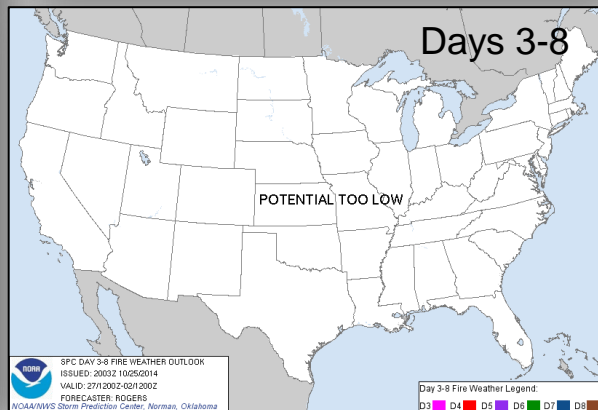 Days 3-8
POTENTIAL TOO LOW
NOAA
SPC DAY 3-8 FIRE WEATHER OUTLOOK
ISSUED: 2003Z 10/25/2014
VALID: 27/1200Z-02/1200Z
FORECASTER: ROGERS
NOAA/NWS Storm Prediction Center, Norman, Oklahoma
Day 3-8 Fire Weather Legend:
D3 D4 D5 D6 D7 D8